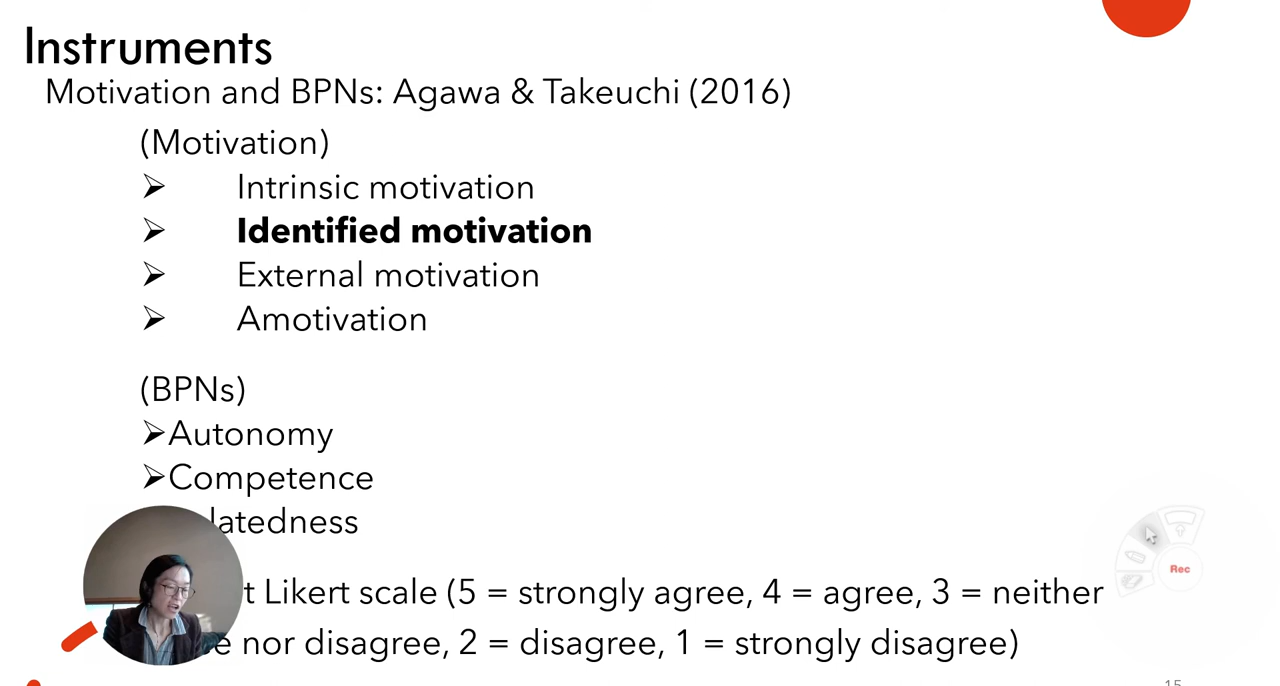 Instruments
Motivation and BPNs: Agawa & Takeuchi (2016)
(Motivation)
➢ Intrinsic motivation
➢ Identified motivation
➢ External motivation
➢ Amotivation
(BPNs)
➢Autonomy
➢Competence
latedness
t Likert scale (5 = strongly agree, 4 = agree, 3 = neither
e nor disagree, 2 = disagree, 1 = strongly disagree)
Rec
15